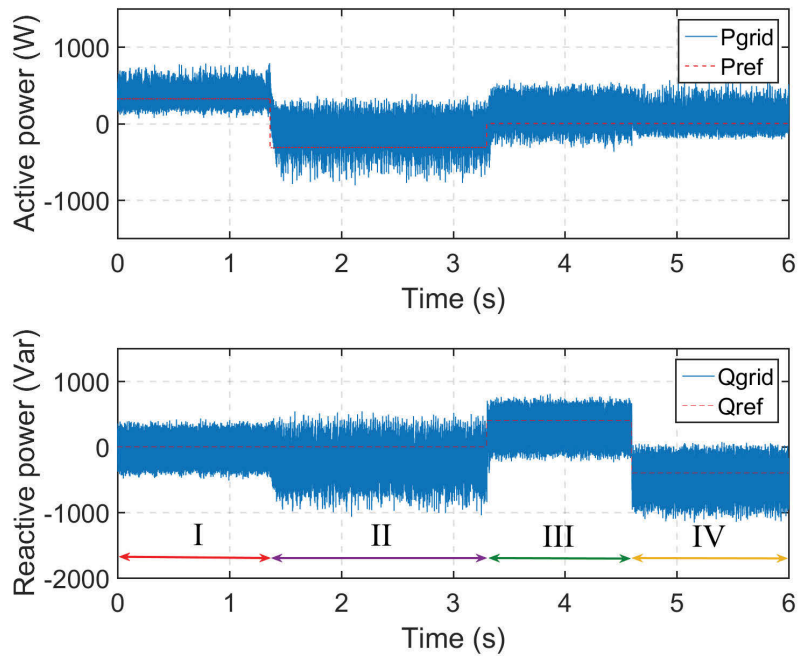 Active power (W)
1000
0
-1000
Pgrid
Pref
0 1 2 3 4 5 6
Time (s)
Reactive power (Var)
1000
0
-1000
-2000
Qgrid
Qref
I II III IV
0 1 2 3 4 5 6
Time (s)